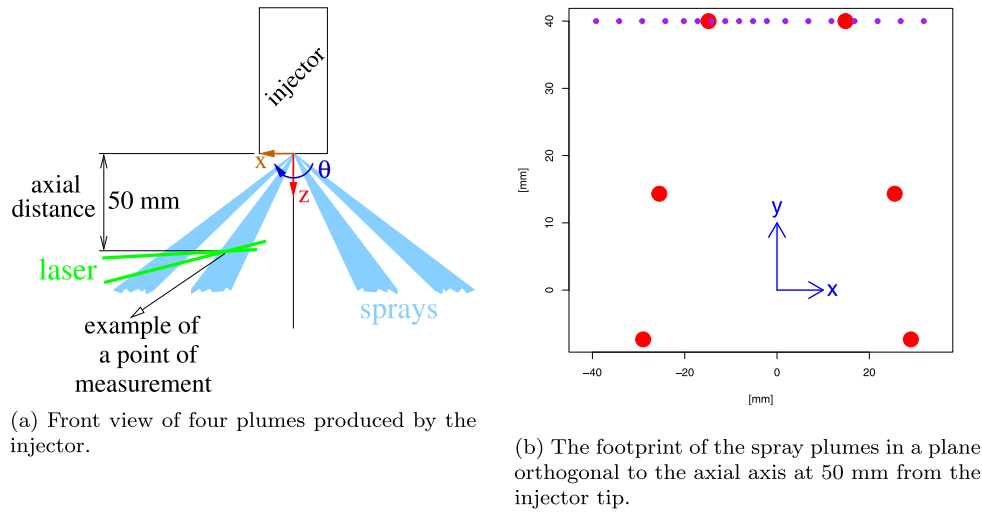 injector
x
θ
z
axial
distance
50 mm
laser
sprays
example of
a point of
measurement
(a) Front view of four plumes produced by the
injector.
40
30
20
10
0
[mm]
y
x
−40
−20
0
20
[mm]
(b) The footprint of the spray plumes in a plane
orthogonal to the axial axis at 50 mm from the
injector tip.